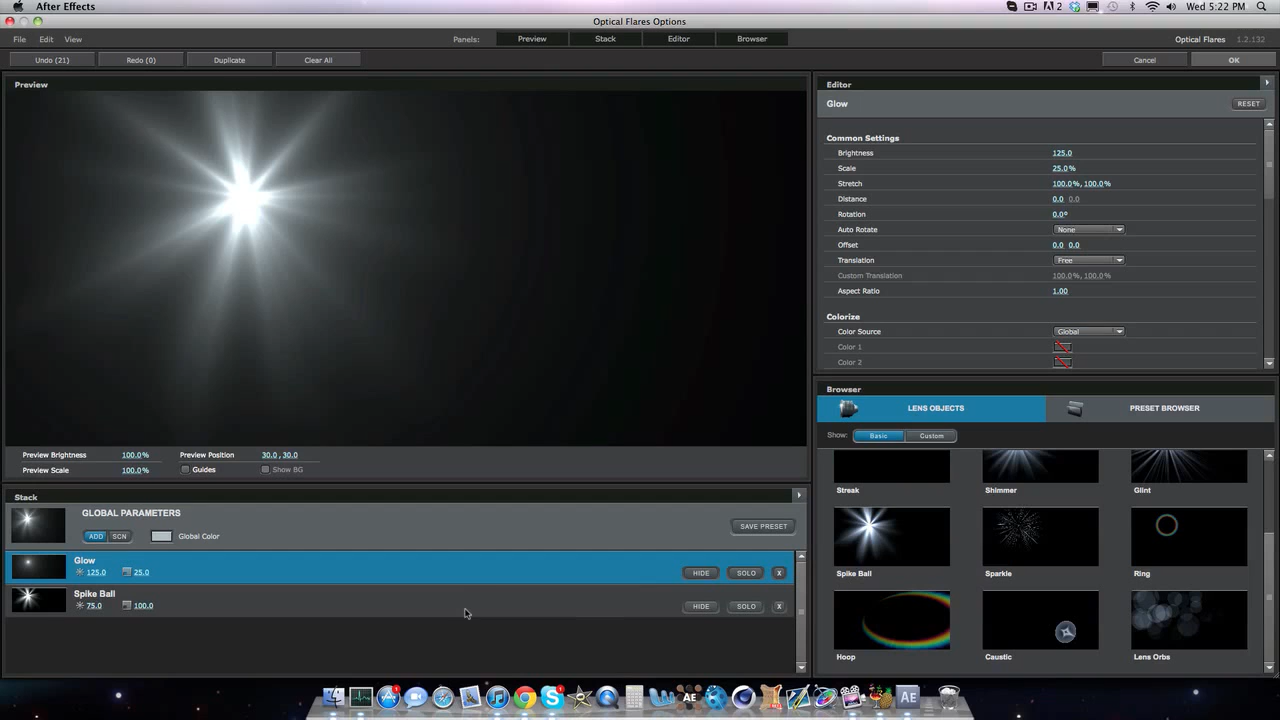 After Effects
2
Wed 5:22 PM
Optical Flares Options
File Edit View
Panels: Preview Stack Editor Browser
Optical Flares 1.2.132
Undo (21) Redo (0) Duplicate Clear All
Cancel OK
Preview
Preview Brightness 100.0% Preview Position 30.0, 30.0
Preview Scale 100.0% Guides Show BG
Stack
GLOBAL PARAMETERS
ADD SCN Global Color
SAVE PRESET
Glow
125.0 25.0
HIDE SOLO X
Spike Ball
75.0 100.0
HIDE SOLO X
Editor
Glow RESET
Common Settings
Brightness 125.0
Scale 25.0%
Stretch 100.0%, 100.0%
Distance 0.0 0.0
Rotation 0.0º
Auto Rotate None
Offset 0.0 0.0
Translation Free
Custom Translation 100.0%, 100.0%
Aspect Ratio 1.00
Colorize
Color Source Global
Color 1
Color 2
Browser
LENS OBJECTS PRESET BROWSER
Show: Basic Custom
Streak Shimmer Glint
Spike Ball Sparkle Ring
Hoop Caustic Lens Orbs
AE AE